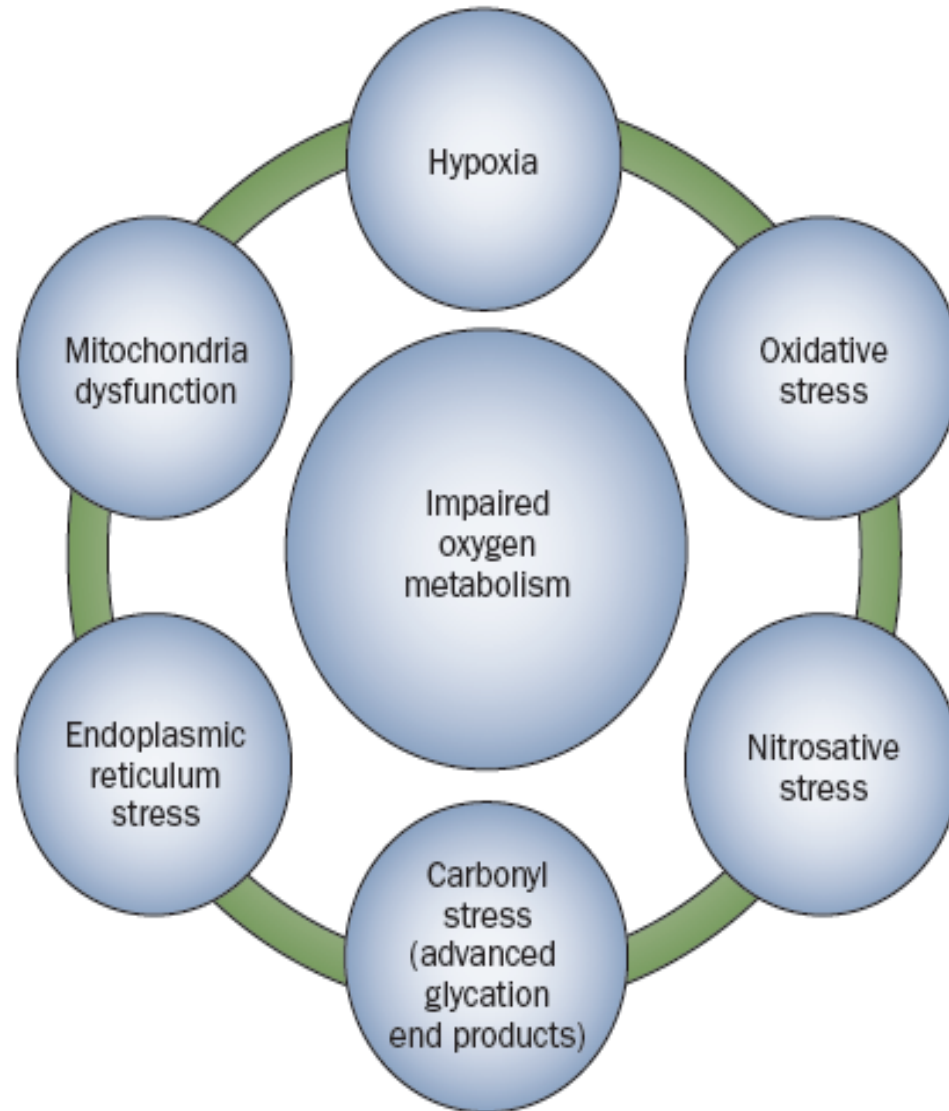 Hypoxia
Mitochondria
dysfunction
Oxidative
stress
Impaired
oxygen
metabolism
Endoplasmic
reticulum
stress
Nitrosative
stress
Carbonyl
stress
(advanced
glycation
end products)